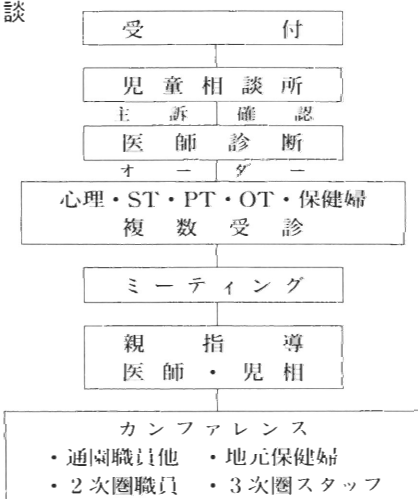 談
受付
児童相談所
主訴確認
医師診断
オーダー
心理・ST・PT・OT・保健婦
複数受診
ミーティング
親指導
医師・児相
カンファレンス
・通園職員他 ・地元保健婦
・2次圏職員 ・3次圏スタッフ